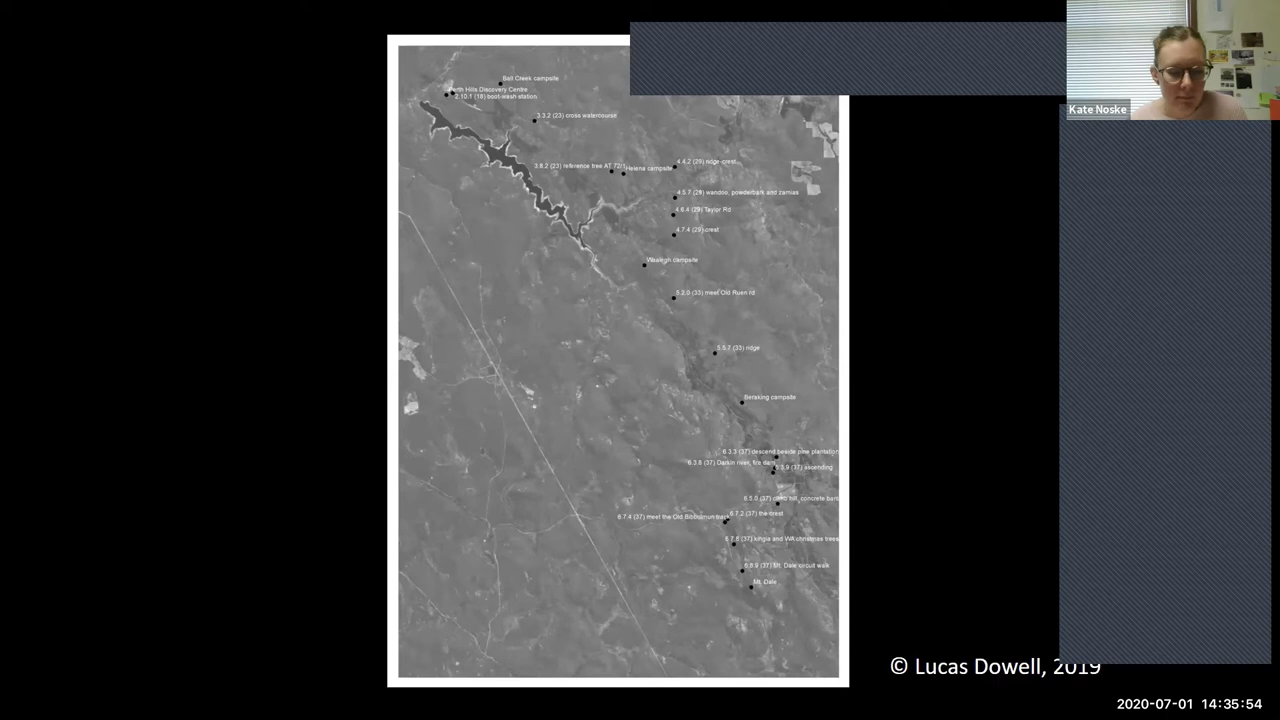 Ball Creek campsite
Perth Hills Discovery Centre
2.10.1 (18) boot-wash station
3.3.2 (23) cross watercourse
3.8.2 (23) reference tree AT 72/1
Helena campsite
4.4.2 (29) ridge crest
4.5.7 (29) wandoo, powderbark and zamias
4.6.4 (29) Taylor Rd
4.7.4 (29) crest
Waalegh campsite
5.2.0 (33) meet Old Ruen rd
5.5.7 (33) ridge
Beraking campsite
6.3.3 (37) descend beside pine plantation
6.3.8 (37) Darkin river, fire dam
6.3.9 (37) ascending
6.5.0 (37) climb hill, concrete
6.7.2 (37) the crest
6.7.4 (37) meet the Old Bibbulmun track
6.7.6 (37) kingia and WA christmas trees
6.8.9 (37) Mt. Dale circuit walk
Mt. Dale
Kate Noske
© Lucas Dowell, 2019
2020-07-01 14:35:54